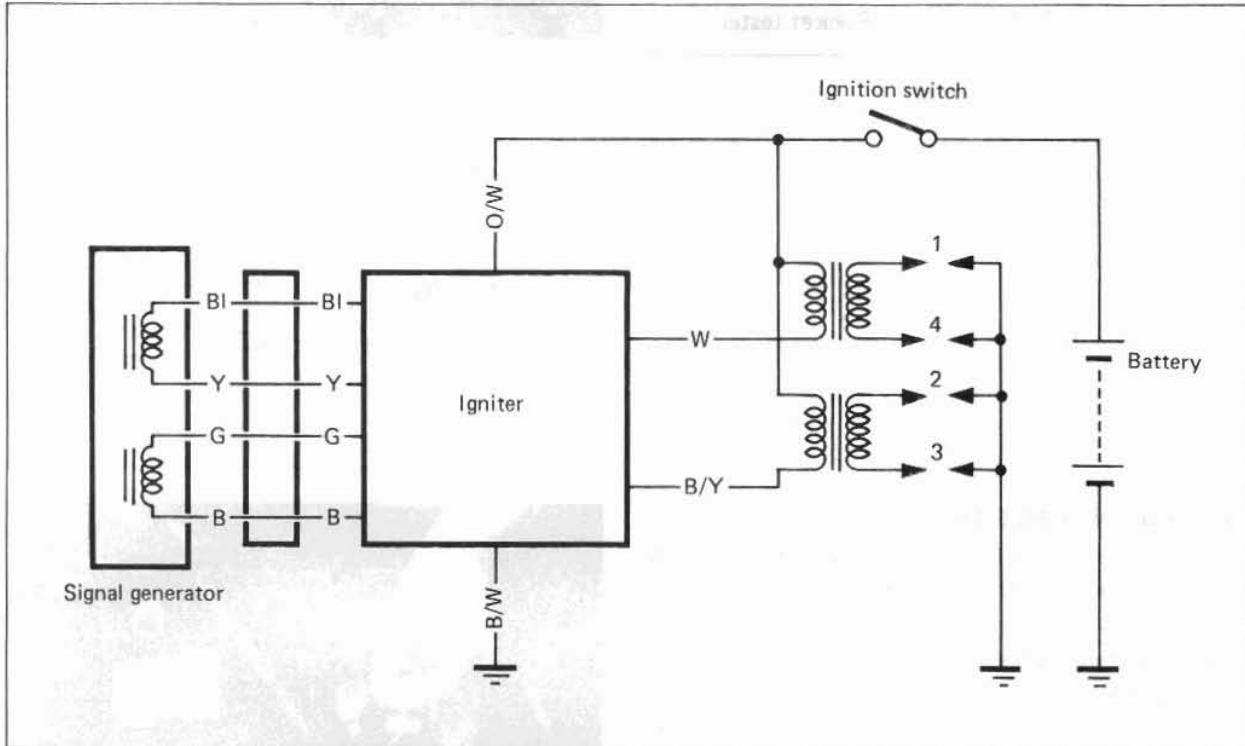 Ignition switch
O/W
1
Bl
Bl
4
W
Battery
Y
Y
2
Igniter
G
G
3
B/Y
B
B
Signal generator
B/W